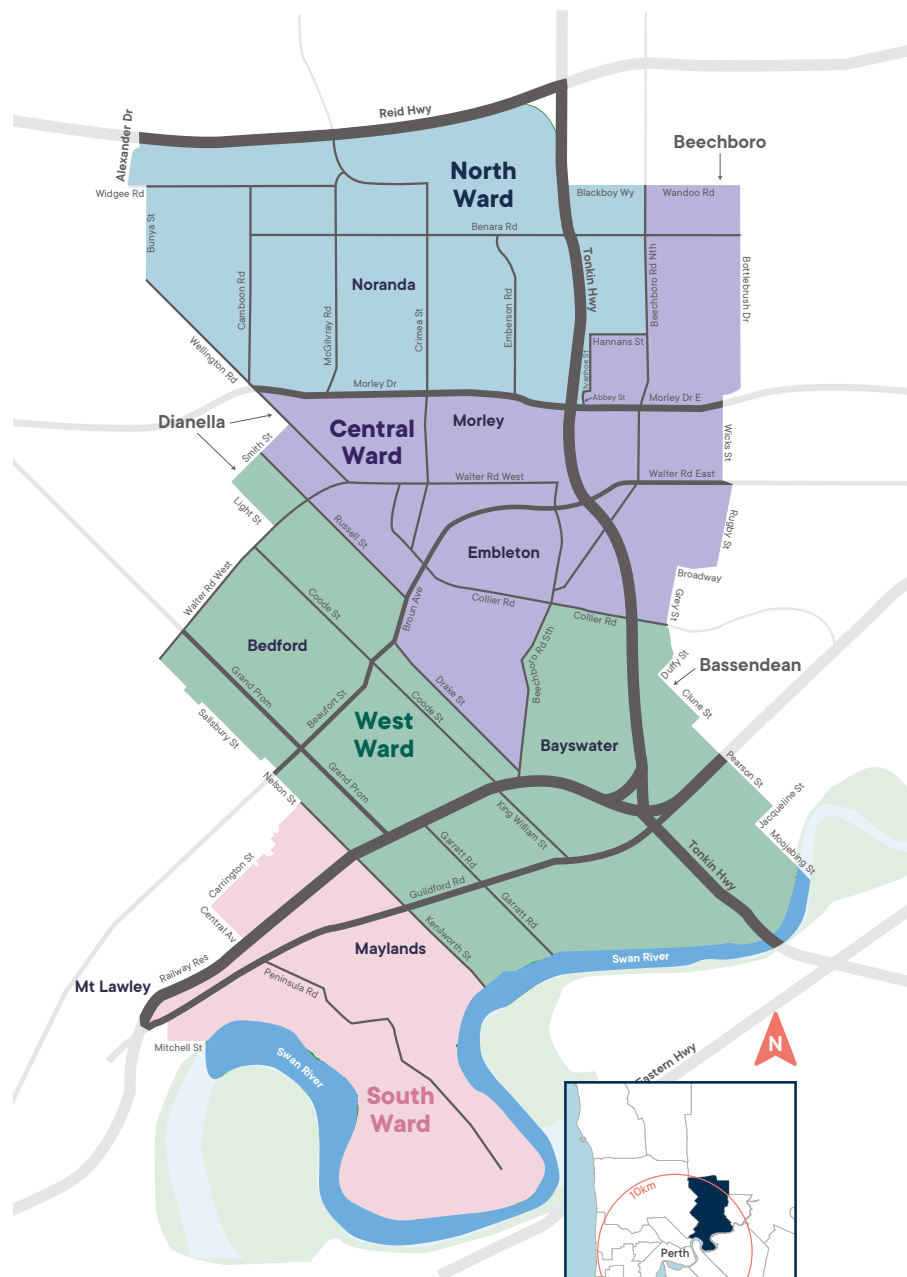 Reid Hwy
Alexander Dr
Beechboro
North
Ward
Widgee Rd
Blackboy Wy
Wandoo Rd
Bunya St
Benara Rd
Tonkin Hwy
Beechboro Rd Nth
Bottlebrush Dr
Camboon Rd
Noranda
McGilvray Rd
Crimea St
Emberson Rd
Hannans St
Ivanhoe St
Wellington Rd
Morley Dr
Abbey St
Morley Dr E
Dianella
Central
Ward
Morley
Smith St
Wicks St
Walter Rd West
Walter Rd East
Light St
Russell St
Rugby St
Embleton
Walter Rd West
Coode St
Broun Ave
Collier Rd
Collier Rd
Broadway
Grey St
Bedford
Beechboro Rd Sth
Duffy St
Bassendean
Grand Prom
Beaufort St
Drake St
Coode St
Clune St
Salisbury St
West
Ward
Bayswater
Nelson St
Grand Prom
Pearson St
King William St
Jacqueline St
Moojebing St
Carrington St
Garratt Rd
Tonkin Hwy
Guildford Rd
Garratt Rd
Central Av
Kenilworth St
Maylands
Swan River
Mt Lawley
Railway Res
Peninsula Rd
Mitchell St
Swan River
N
Eastern Hwy
South
Ward
10km
Perth